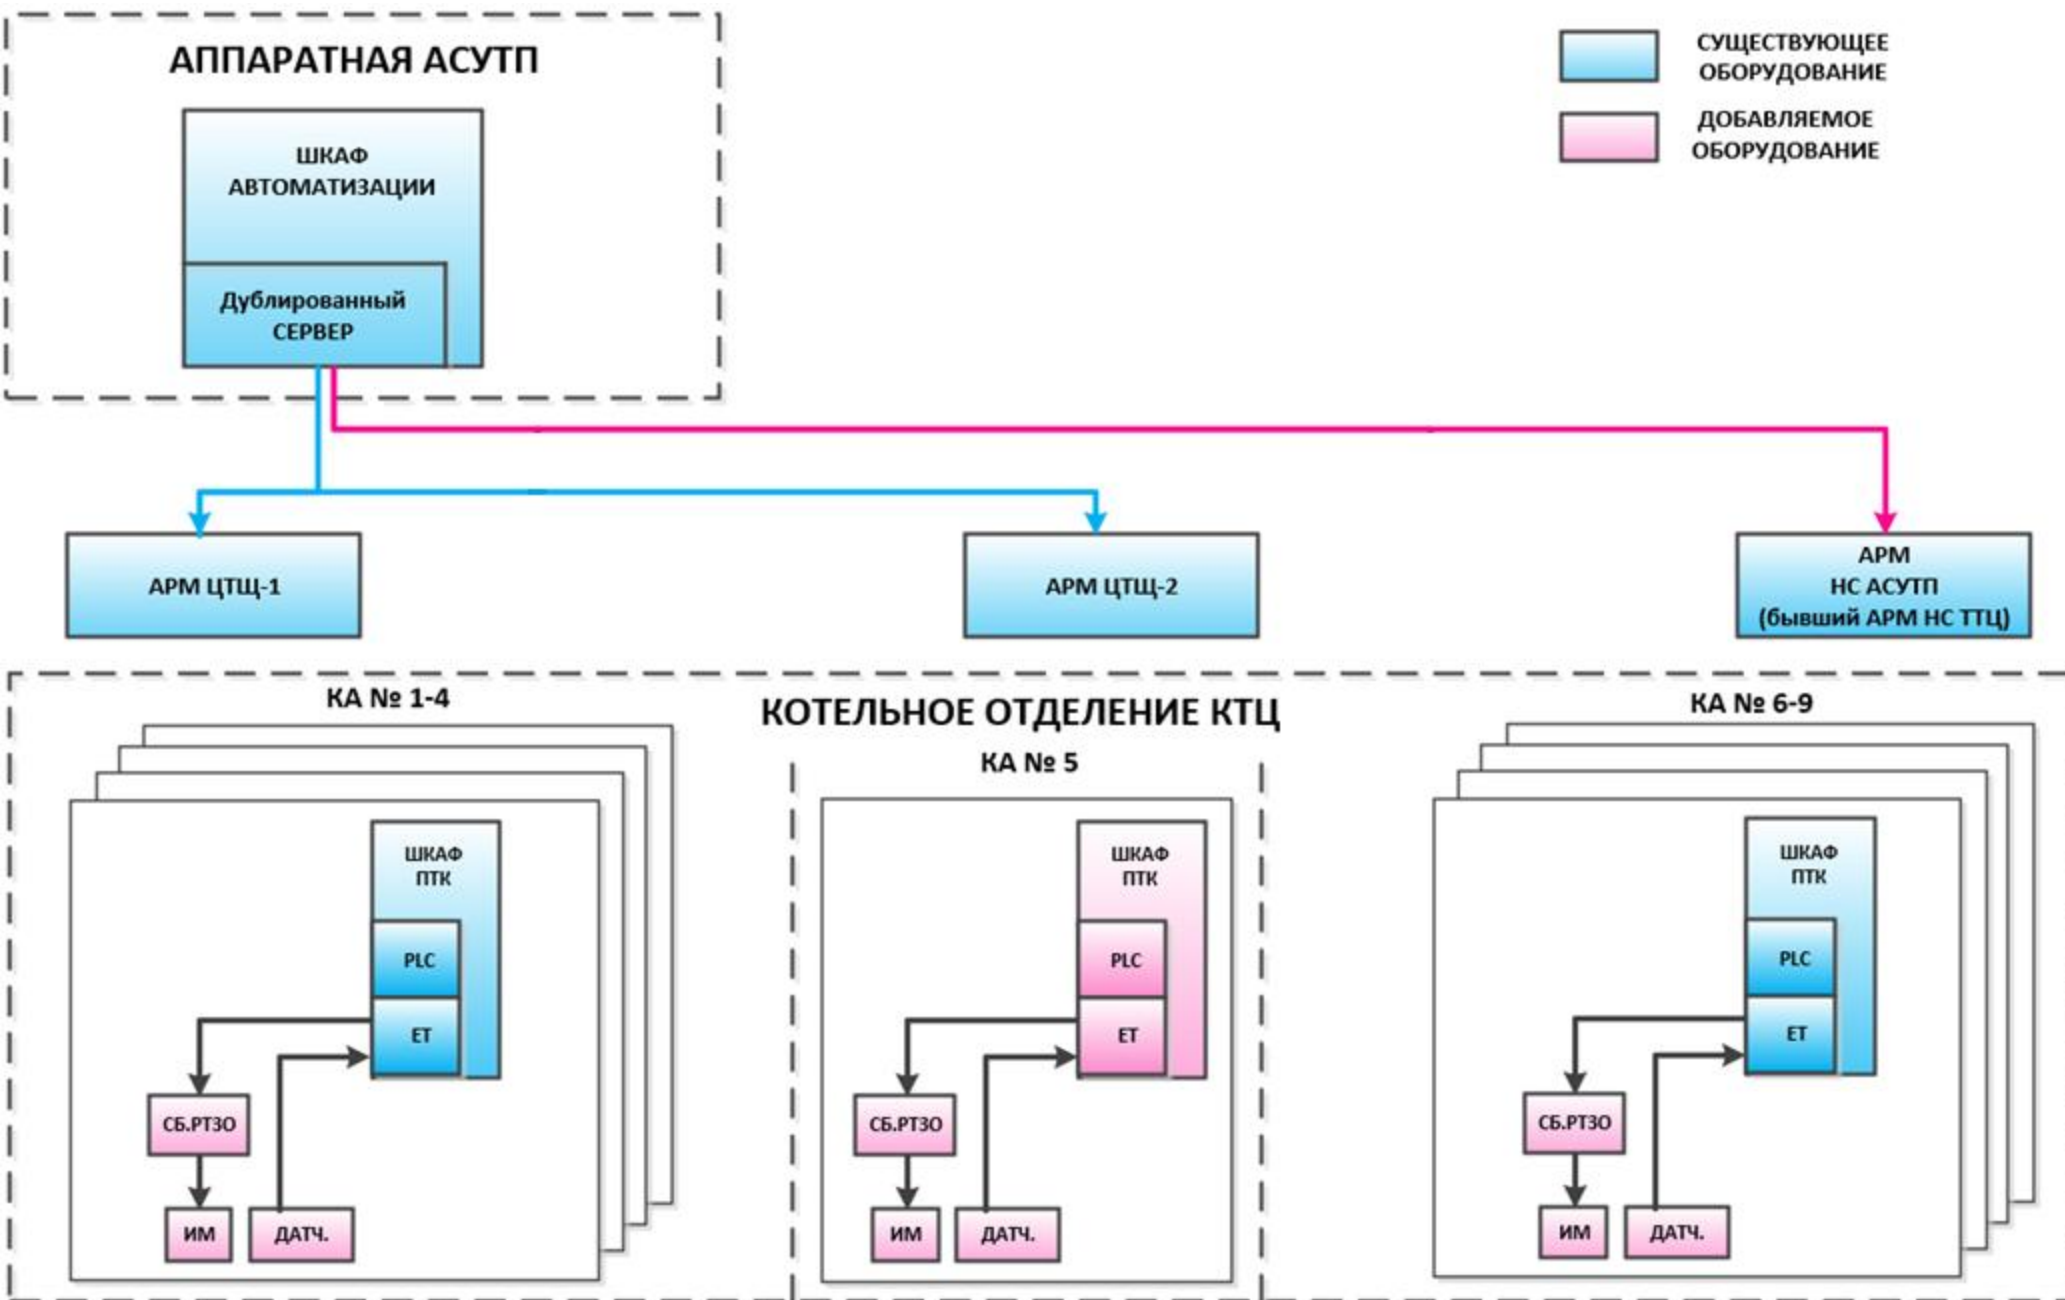 АППАРАТНАЯ АСУТП
ШКАФ
АВТОМАТИЗАЦИИ
Дублированный
СЕРВЕР
СУЩЕСТВУЮЩЕЕ
ОБОРУДОВАНИЕ
ДОБАВЛЯЕМОЕ
ОБОРУДОВАНИЕ
АРМ ЦТЩ-1
АРМ ЦТЩ-2
АРМ
НС АСУТП
(бывший АРМ НС ТТЦ)
КОТЕЛЬНОЕ ОТДЕЛЕНИЕ КТЦ
КА № 1-4
ШКАФ
ПТК
PLC
ET
СБ.РТЗО
ИМ
ДАТЧ.
КА № 5
ШКАФ
ПТК
PLC
ET
СБ.РТЗО
ИМ
ДАТЧ.
КА № 6-9
ШКАФ
ПТК
PLC
ET
СБ.РТЗО
ИМ
ДАТЧ.